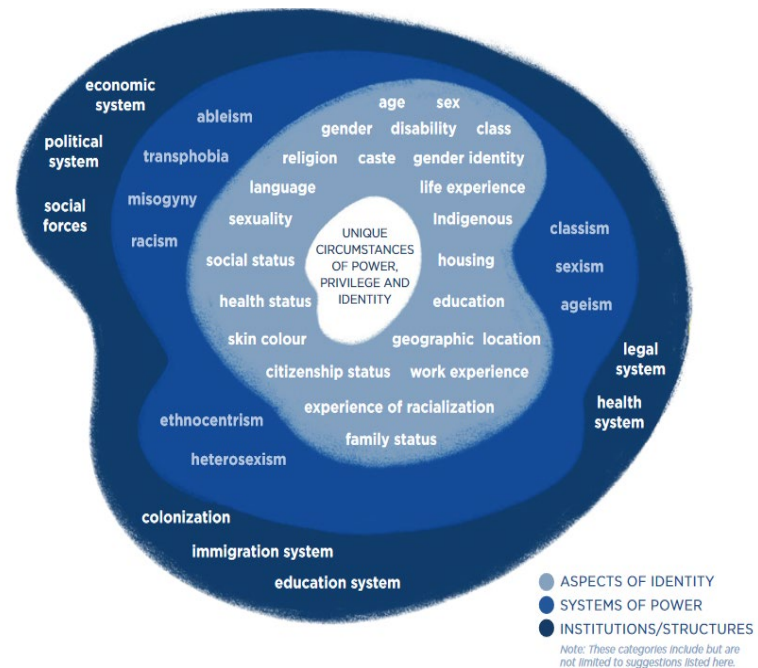 economic
system
political
system
social
forces
ableism
transphobia
misogyny
racism
age sex
gender disability class
religion caste gender identity
language life experience
sexuality Indigenous
social status housing
health status education
skin colour geographic location
citizenship status work experience
experience of racialization
family status
UNIQUE
CIRCUMSTANCES
OF POWER,
PRIVILEGE AND
IDENTITY
classism
sexism
ageism
legal
system
health
system
ethnocentrism
heterosexism
colonization
immigration system
education system
ASPECTS OF IDENTITY
SYSTEMS OF POWER
INSTITUTIONS/STRUCTURES
Note: These categories include but are
not limited to suggestions listed here.